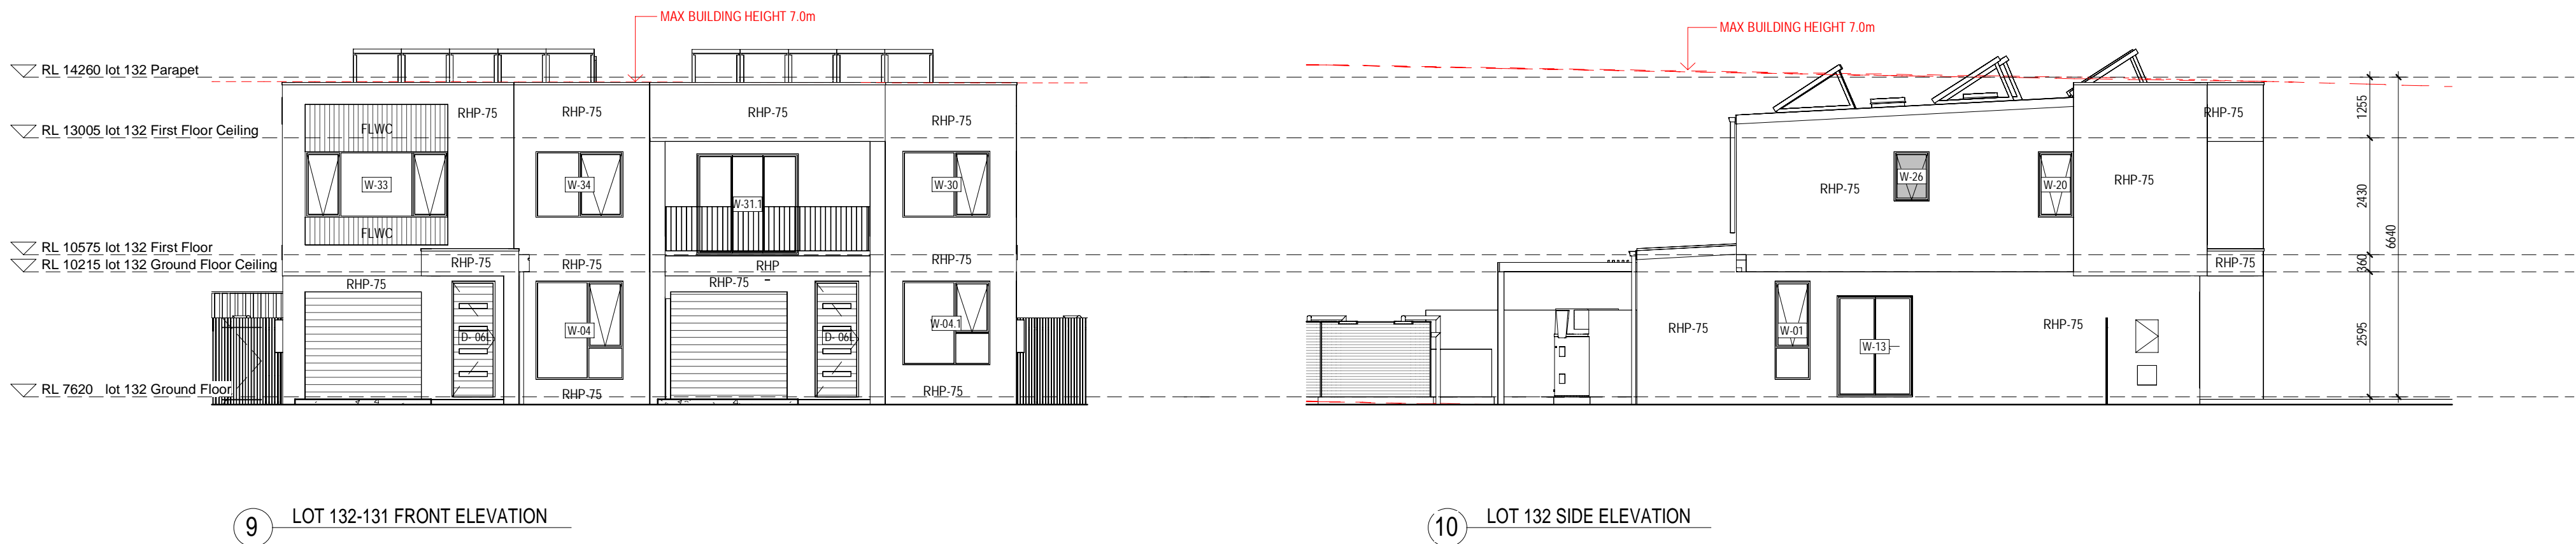 MAX BUILDING HEIGHT 7.0m
RL 14260 lot 132 Parapet
RHP-75
RHP-75
RHP-75
RHP-75
FLWC
RL 13005 lot 132 First Floor Ceiling
W-33
W-34
W-31.1
W-30
FLWC
RL 10575 lot 132 First Floor
RL 10215 lot 132 Ground Floor Ceiling
RHP-75
RHP-75
RHP
RHP-75
RHP-75
RHP-75
D- 06L
W-04
D- 06L
W-04.1
RL 7620 lot 132 Ground Floor
RHP-75
RHP-75
9
LOT 132-131 FRONT ELEVATION
MAX BUILDING HEIGHT 7.0m
RHP-75
1255
W-26
W-20
RHP-75
RHP-75
2430
6640
RHP-75
360
RHP-75
W-01
W-13
RHP-75
2595
10
LOT 132 SIDE ELEVATION